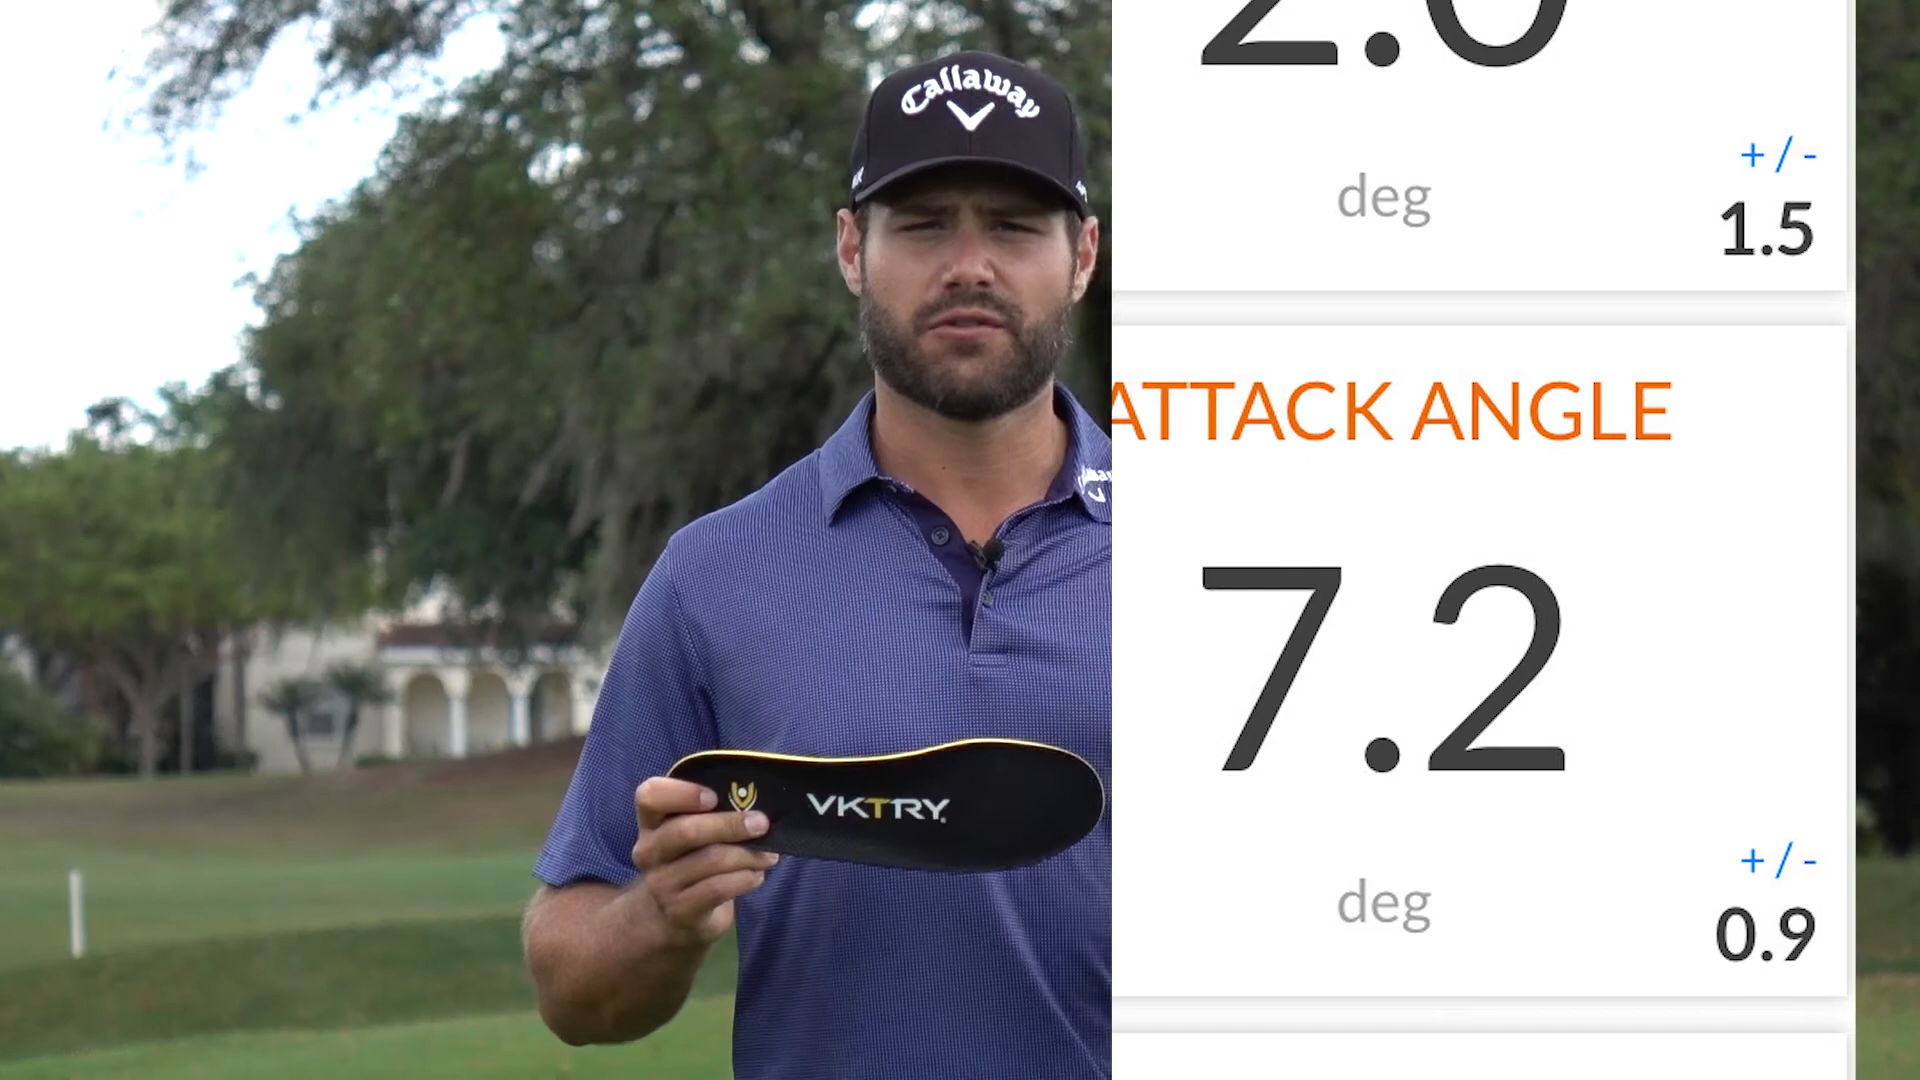 Callaway
VKTRY
2.0
deg
+ / -
1.5
ATTACK ANGLE
7.2
deg
+ / -
0.9